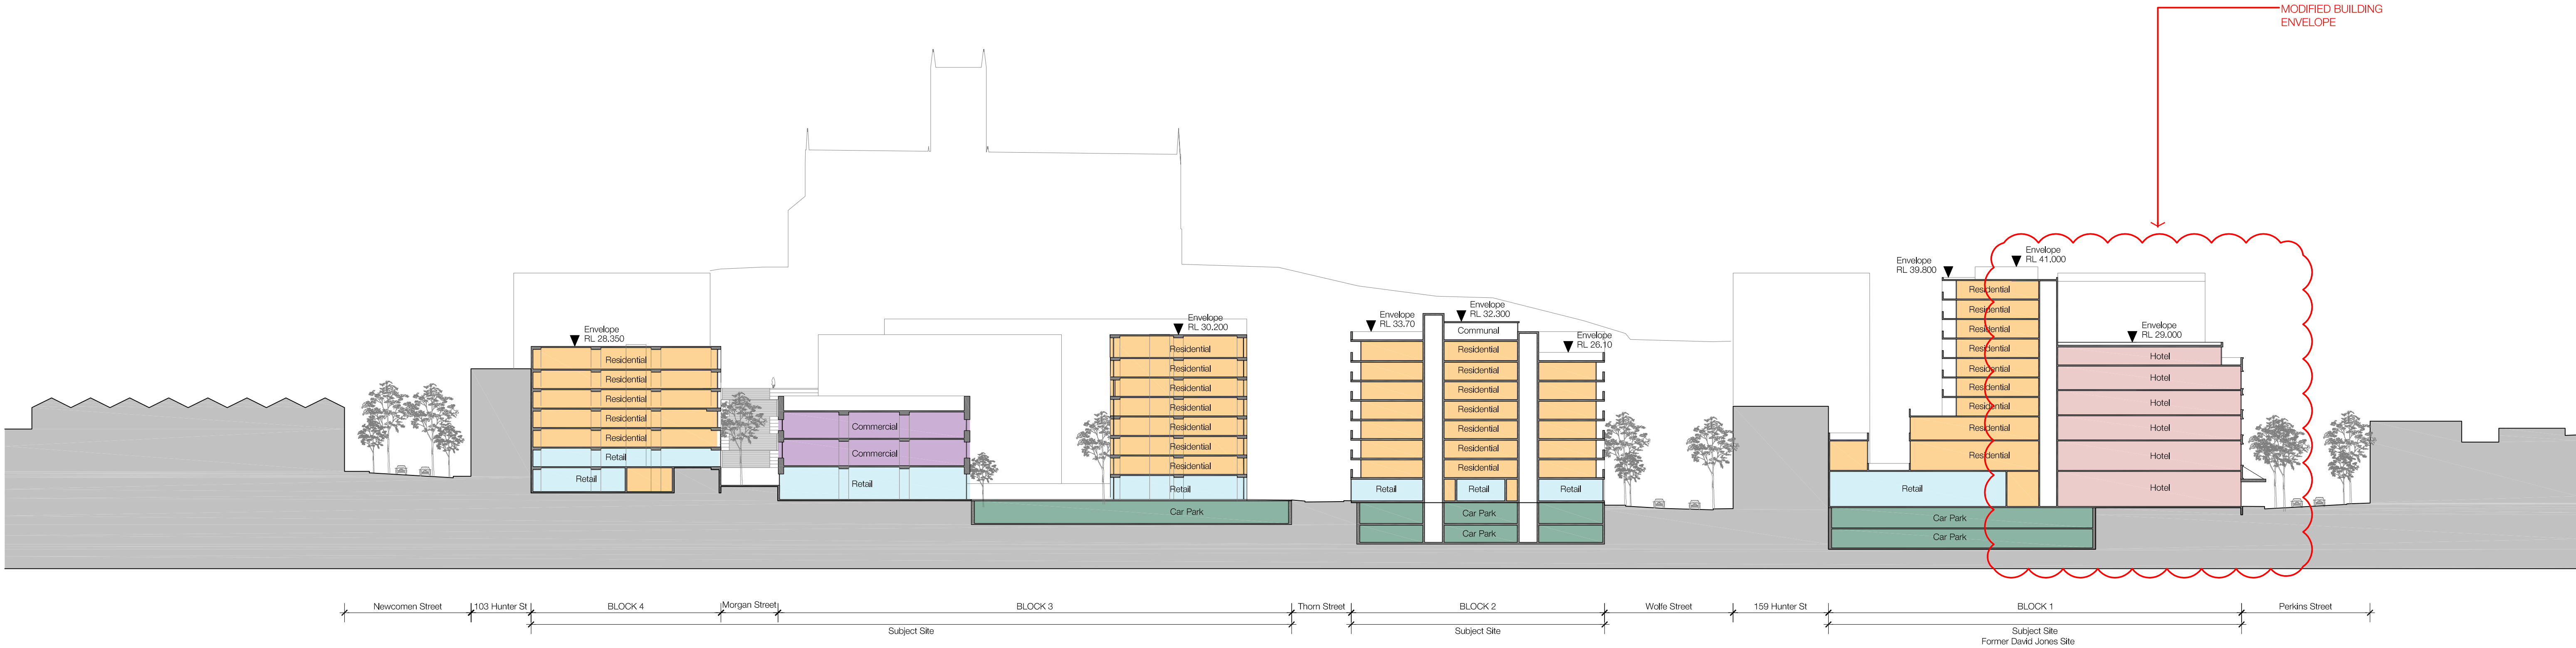 MODIFIED BUILDING
ENVELOPE
Envelope
RL 28.350
Residential
Residential
Residential
Residential
Residential
Retail
Retail
Commercial
Commercial
Retail
Envelope
RL 30.200
Residential
Residential
Residential
Residential
Residential
Residential
Residential
Retail
Car Park
Envelope
RL 33.70
Retail
Envelope
RL 32.300
Communal
Residential
Residential
Residential
Residential
Residential
Residential
Residential
Retail
Car Park
Car Park
Envelope
RL 26.10
Retail
Envelope
RL 39.800
Envelope
RL 41.000
Residential
Residential
Residential
Residential
Residential
Residential
Residential
Residential
Residential
Retail
Car Park
Car Park
Envelope
RL 29.000
Hotel
Hotel
Hotel
Hotel
Hotel
Hotel
Newcomen Street
103 Hunter St
BLOCK 4
Morgan Street
BLOCK 3
Thorn Street
BLOCK 2
Wolfe Street
159 Hunter St
BLOCK 1
Perkins Street
Subject Site
Subject Site
Subject Site
Former David Jones Site